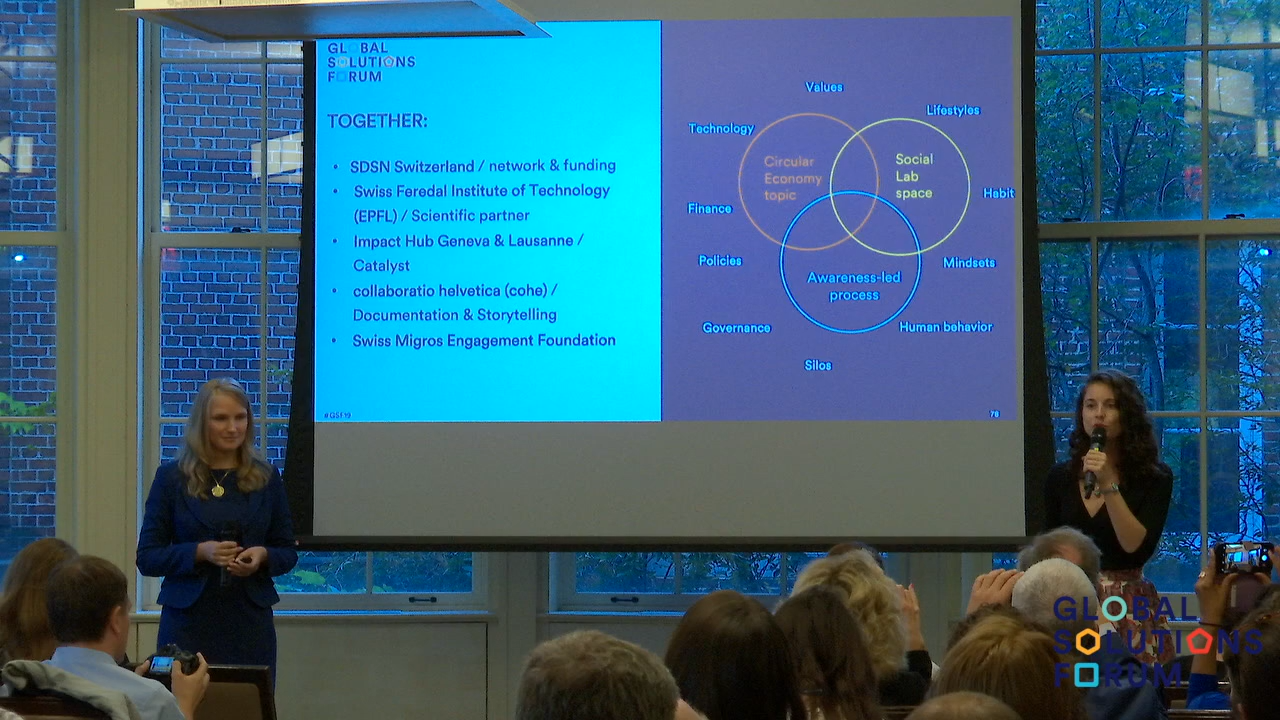 GLOBAL
SOLUTIONS
FORUM
TOGETHER:
• SDSN Switzerland / network & funding
• Swiss Feredal Institute of Technology
(EPFL) / Scientific partner
• Impact Hub Geneva & Lausanne /
Catalyst
• collaboratio helvetica (cohe) /
Documentation & Storytelling
• Swiss Migros Engagement Foundation
#GSF19
Values
Lifestyles
Technology
Circular
Economy
topic
Social
Lab
space
Habit
Finance
Policies
Mindsets
Awareness-led
process
Governance
Human behavior
Silos
78
GLOBAL
SOLUTIONS
FORUM